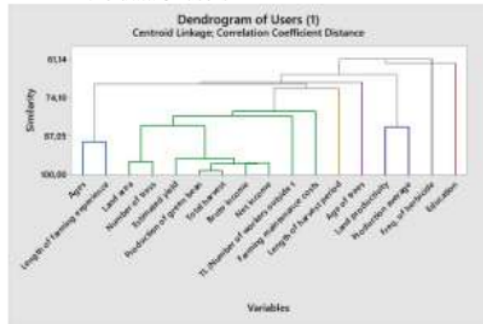 Dendrogram of Users (1)
Centroid Linkage; Correlation Coefficient Distance
Similarity
61,14
74,10
87,05
100,00
Ages
Length of farming experience
Land area
Number of trees
Estimated yield
Production of green bean
Total harvest
Bruto income
Net income
TL (Number of workers outside f
Farming maintenance costs
Length of harvest period
Age of trees
Land productivity
Production average
Freq. of herbicide
Education
Variables